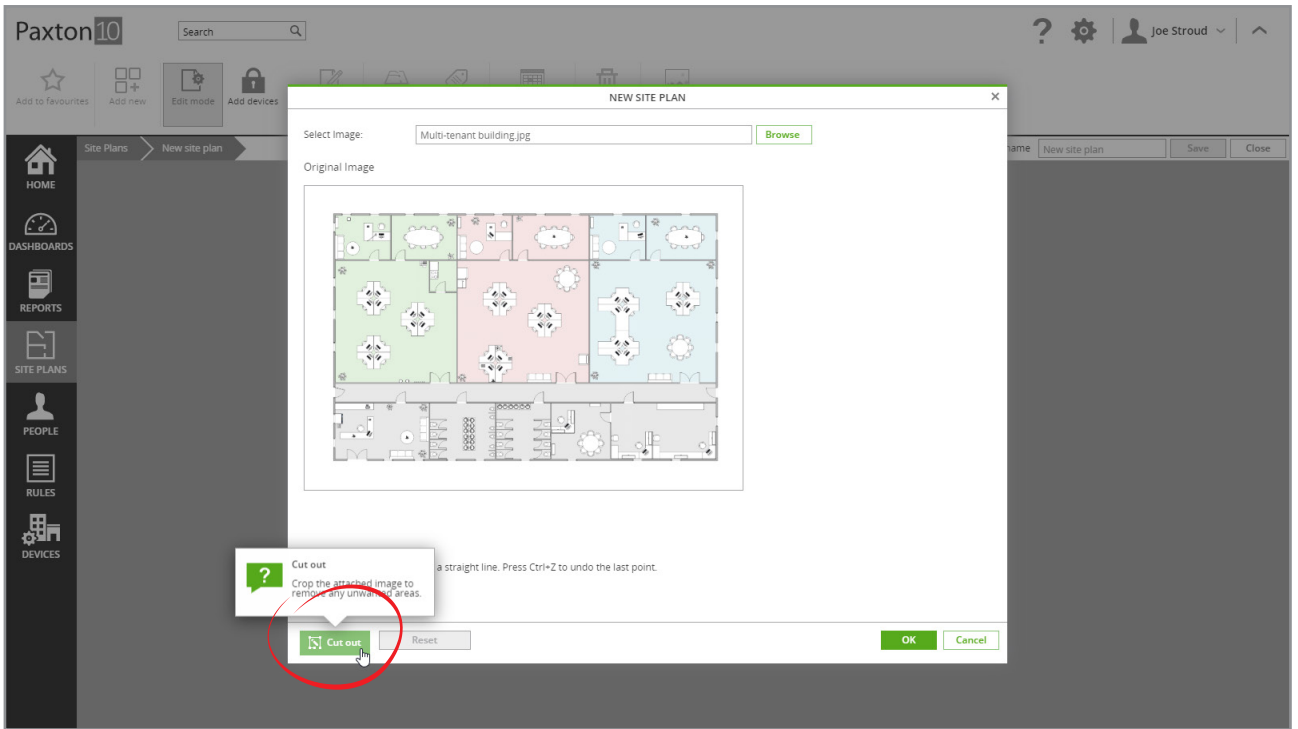 Paxton10
Search
Joe Stroud
Add to favourites
Add new
Edit mode
Add devices
NEW SITE PLAN
Select image:
Multi-tenant building.jpg
Browse
Original Image
Site Plans
New site plan
name
New site plan
Save
Close
HOME
DASHBOARDS
REPORTS
SITE PLANS
PEOPLE
RULES
DEVICES
Cut out
Crop the attached image to
remove any unwanted areas.
a straight line. Press Ctrl+Z to undo the last point.
Cut out
Reset
OK
Cancel